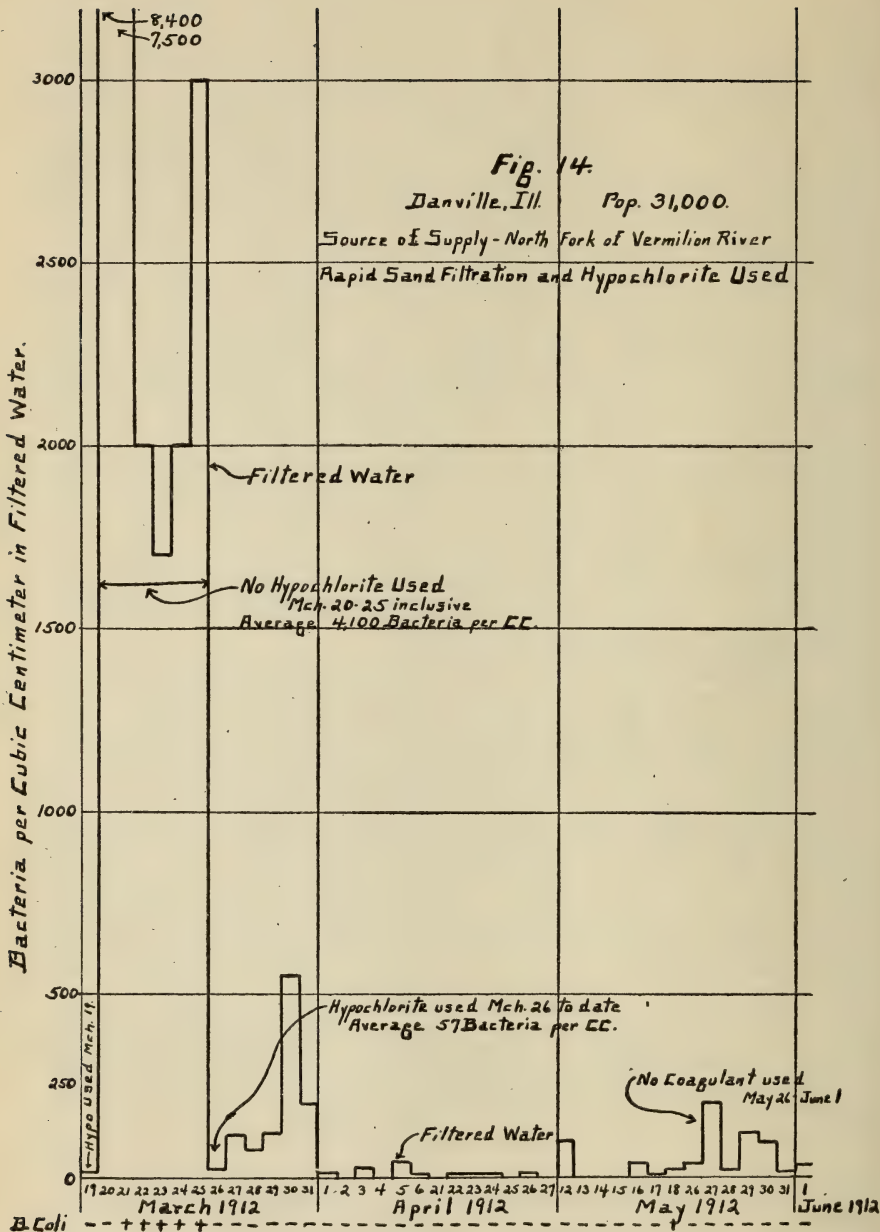 8,400
7,500
3000
2500
2000
1500
1000
500
250
0
Bacteria per Cubic Centimeter in Filtered Water.
Fig. 14.
Danville, Ill. Pop. 31,000.
Source of Supply - North Fork of Vermilion River
Rapid Sand Filtration and Hypochlorite Used
Filtered Water
No Hypochlorite Used
Mch. 20-25 inclusive
Average 4,100 Bacteria per CC.
Hypo Used Mch. 19.
Hypochlorite used Mch. 26 to date
Average 57 Bacteria per CC.
Filtered Water
No Coagulant used
May 26 - June 1
19 20 21 22 23 24 25 26 27 28 29 30 31 1 2 3 4 5 6 21 22 23 24 25 26 27 12 13 14 15 16 17 18 26 27 28 29 30 31 1
March 1912 April 1912 May 1912 June 1912
B Coli - - + + + + + - - - - - - - - - - - - - - - - - - - - - - - - - - + - - - - - - -